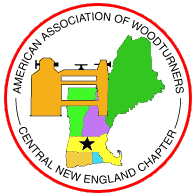 AMERICAN ASSOCIATION OF WOODTURNERS
CENTRAL NEW ENGLAND CHAPTER